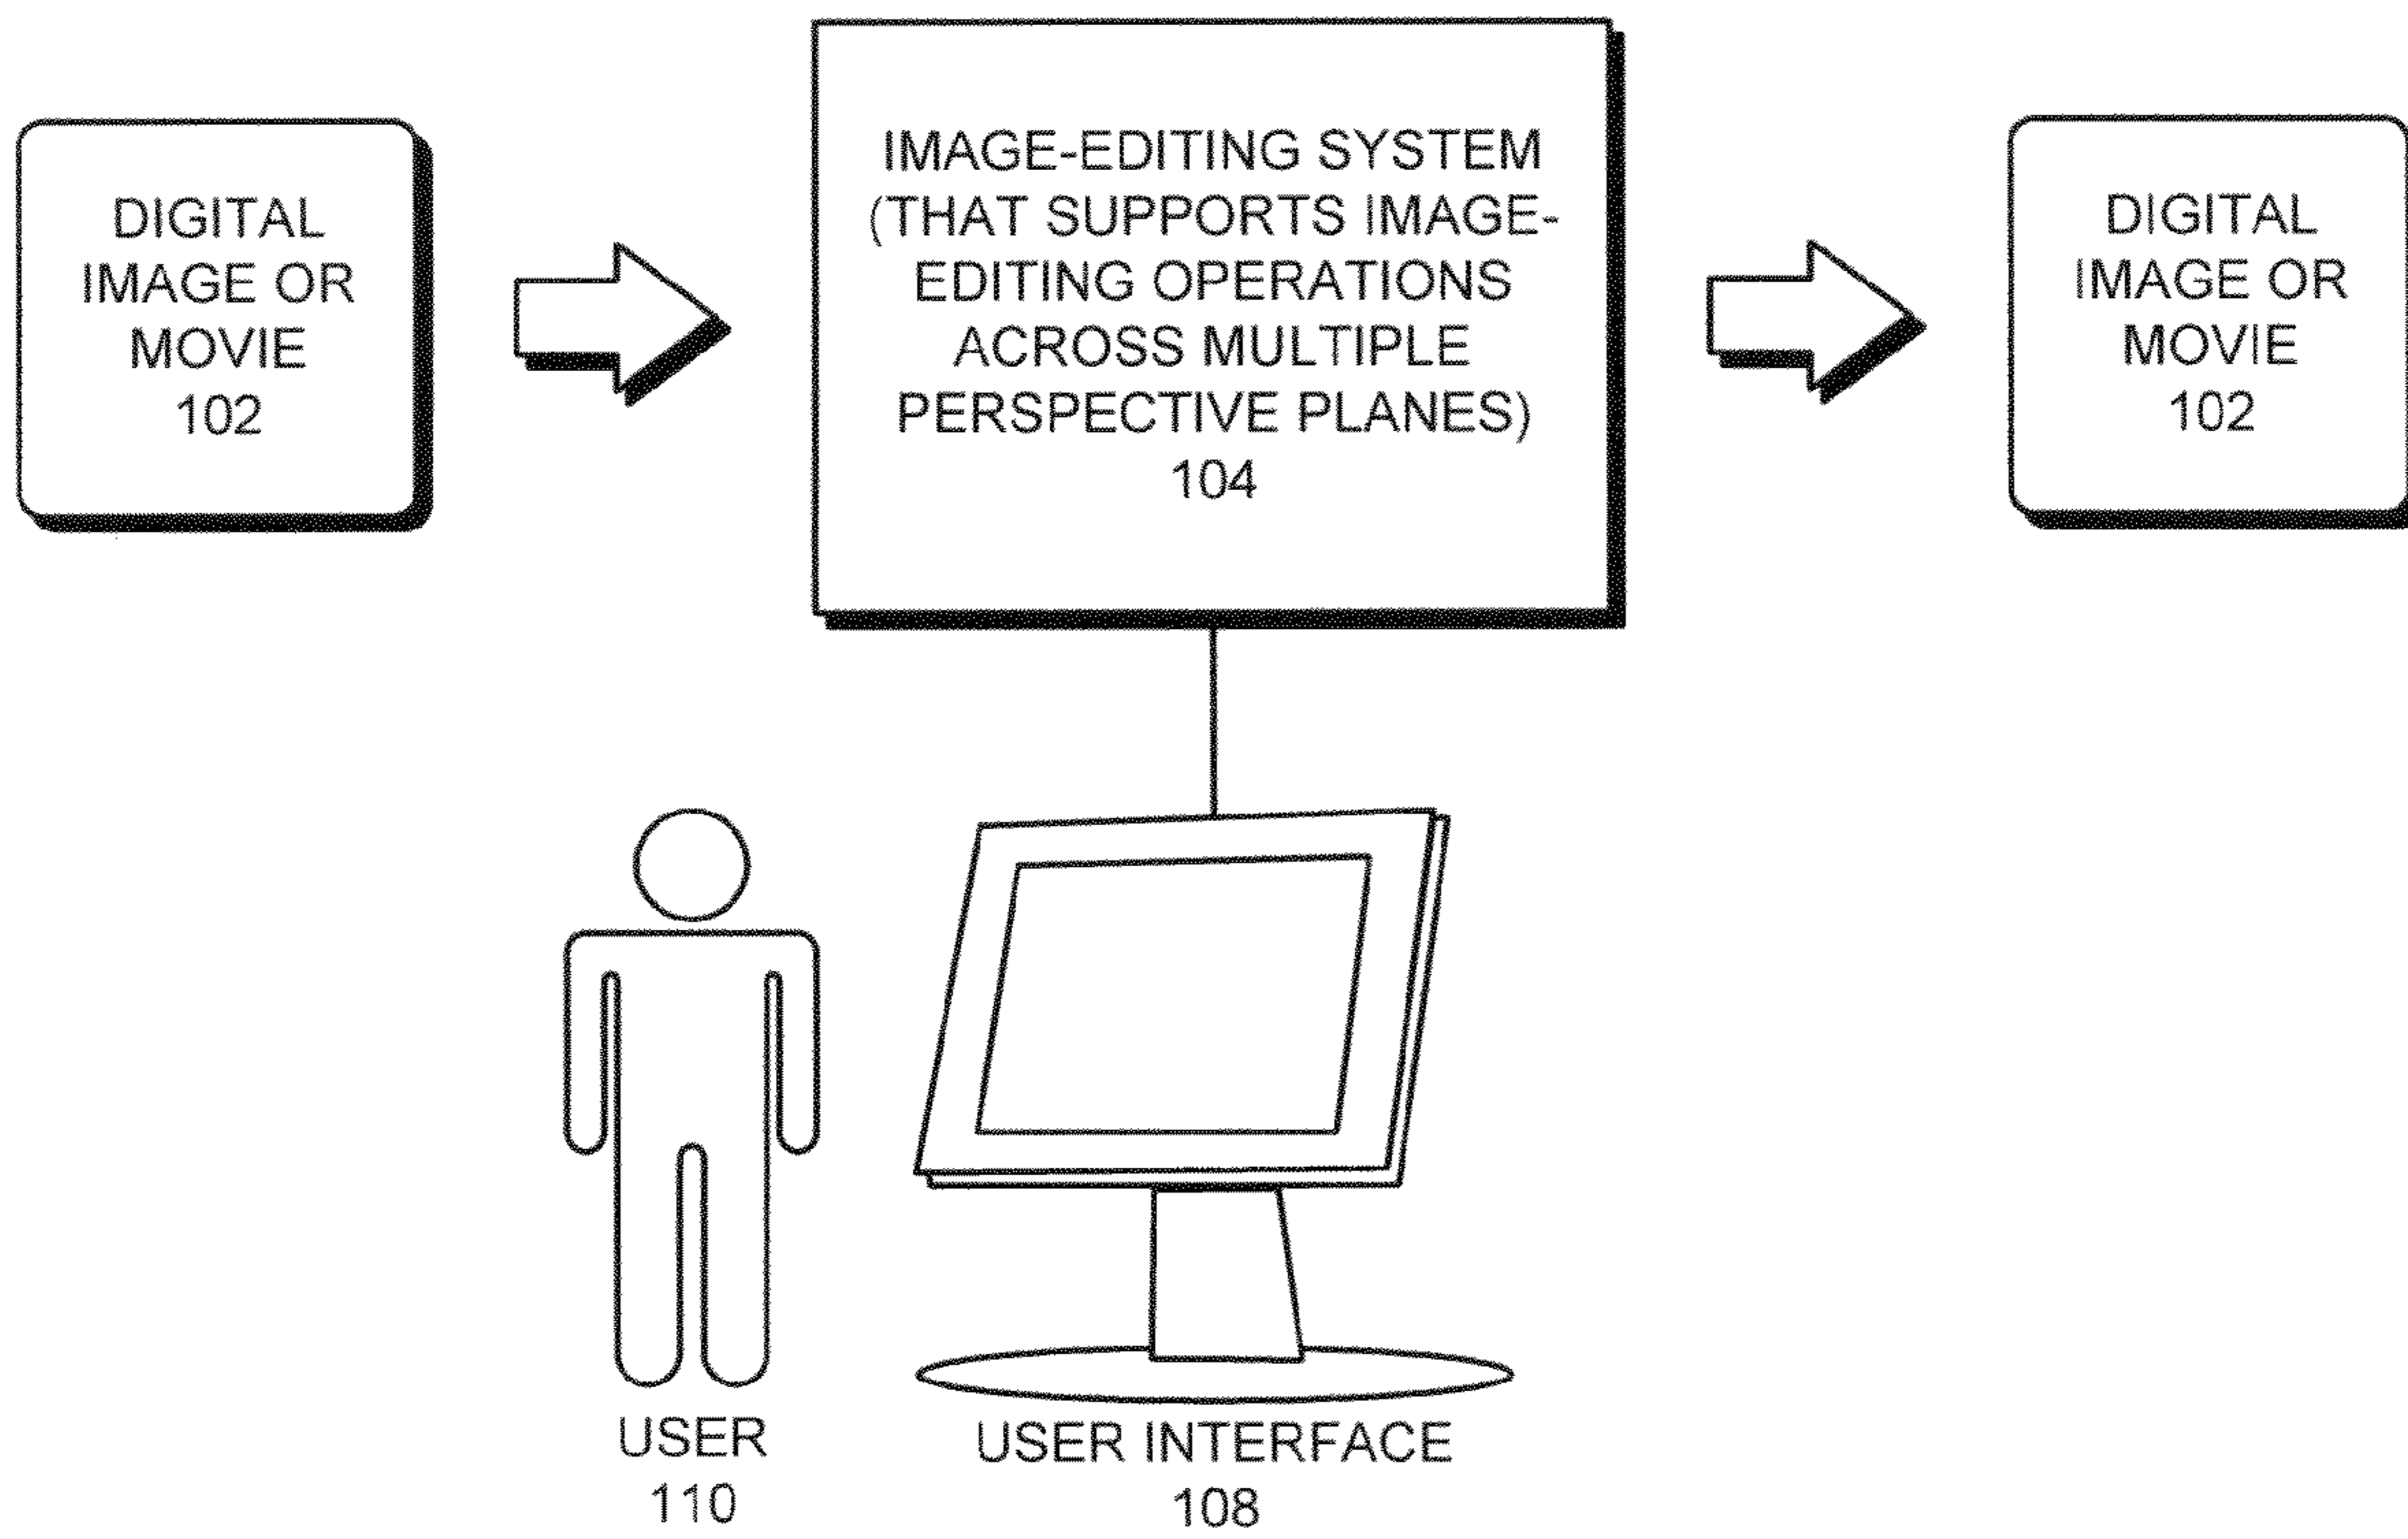 DIGITAL
IMAGE OR
MOVIE
102
IMAGE-EDITING SYSTEM
(THAT SUPPORTS IMAGE-
EDITING OPERATIONS
ACROSS MULTIPLE
PERSPECTIVE PLANES)
104
DIGITAL
IMAGE OR
MOVIE
102
USER
110
USER INTERFACE
108